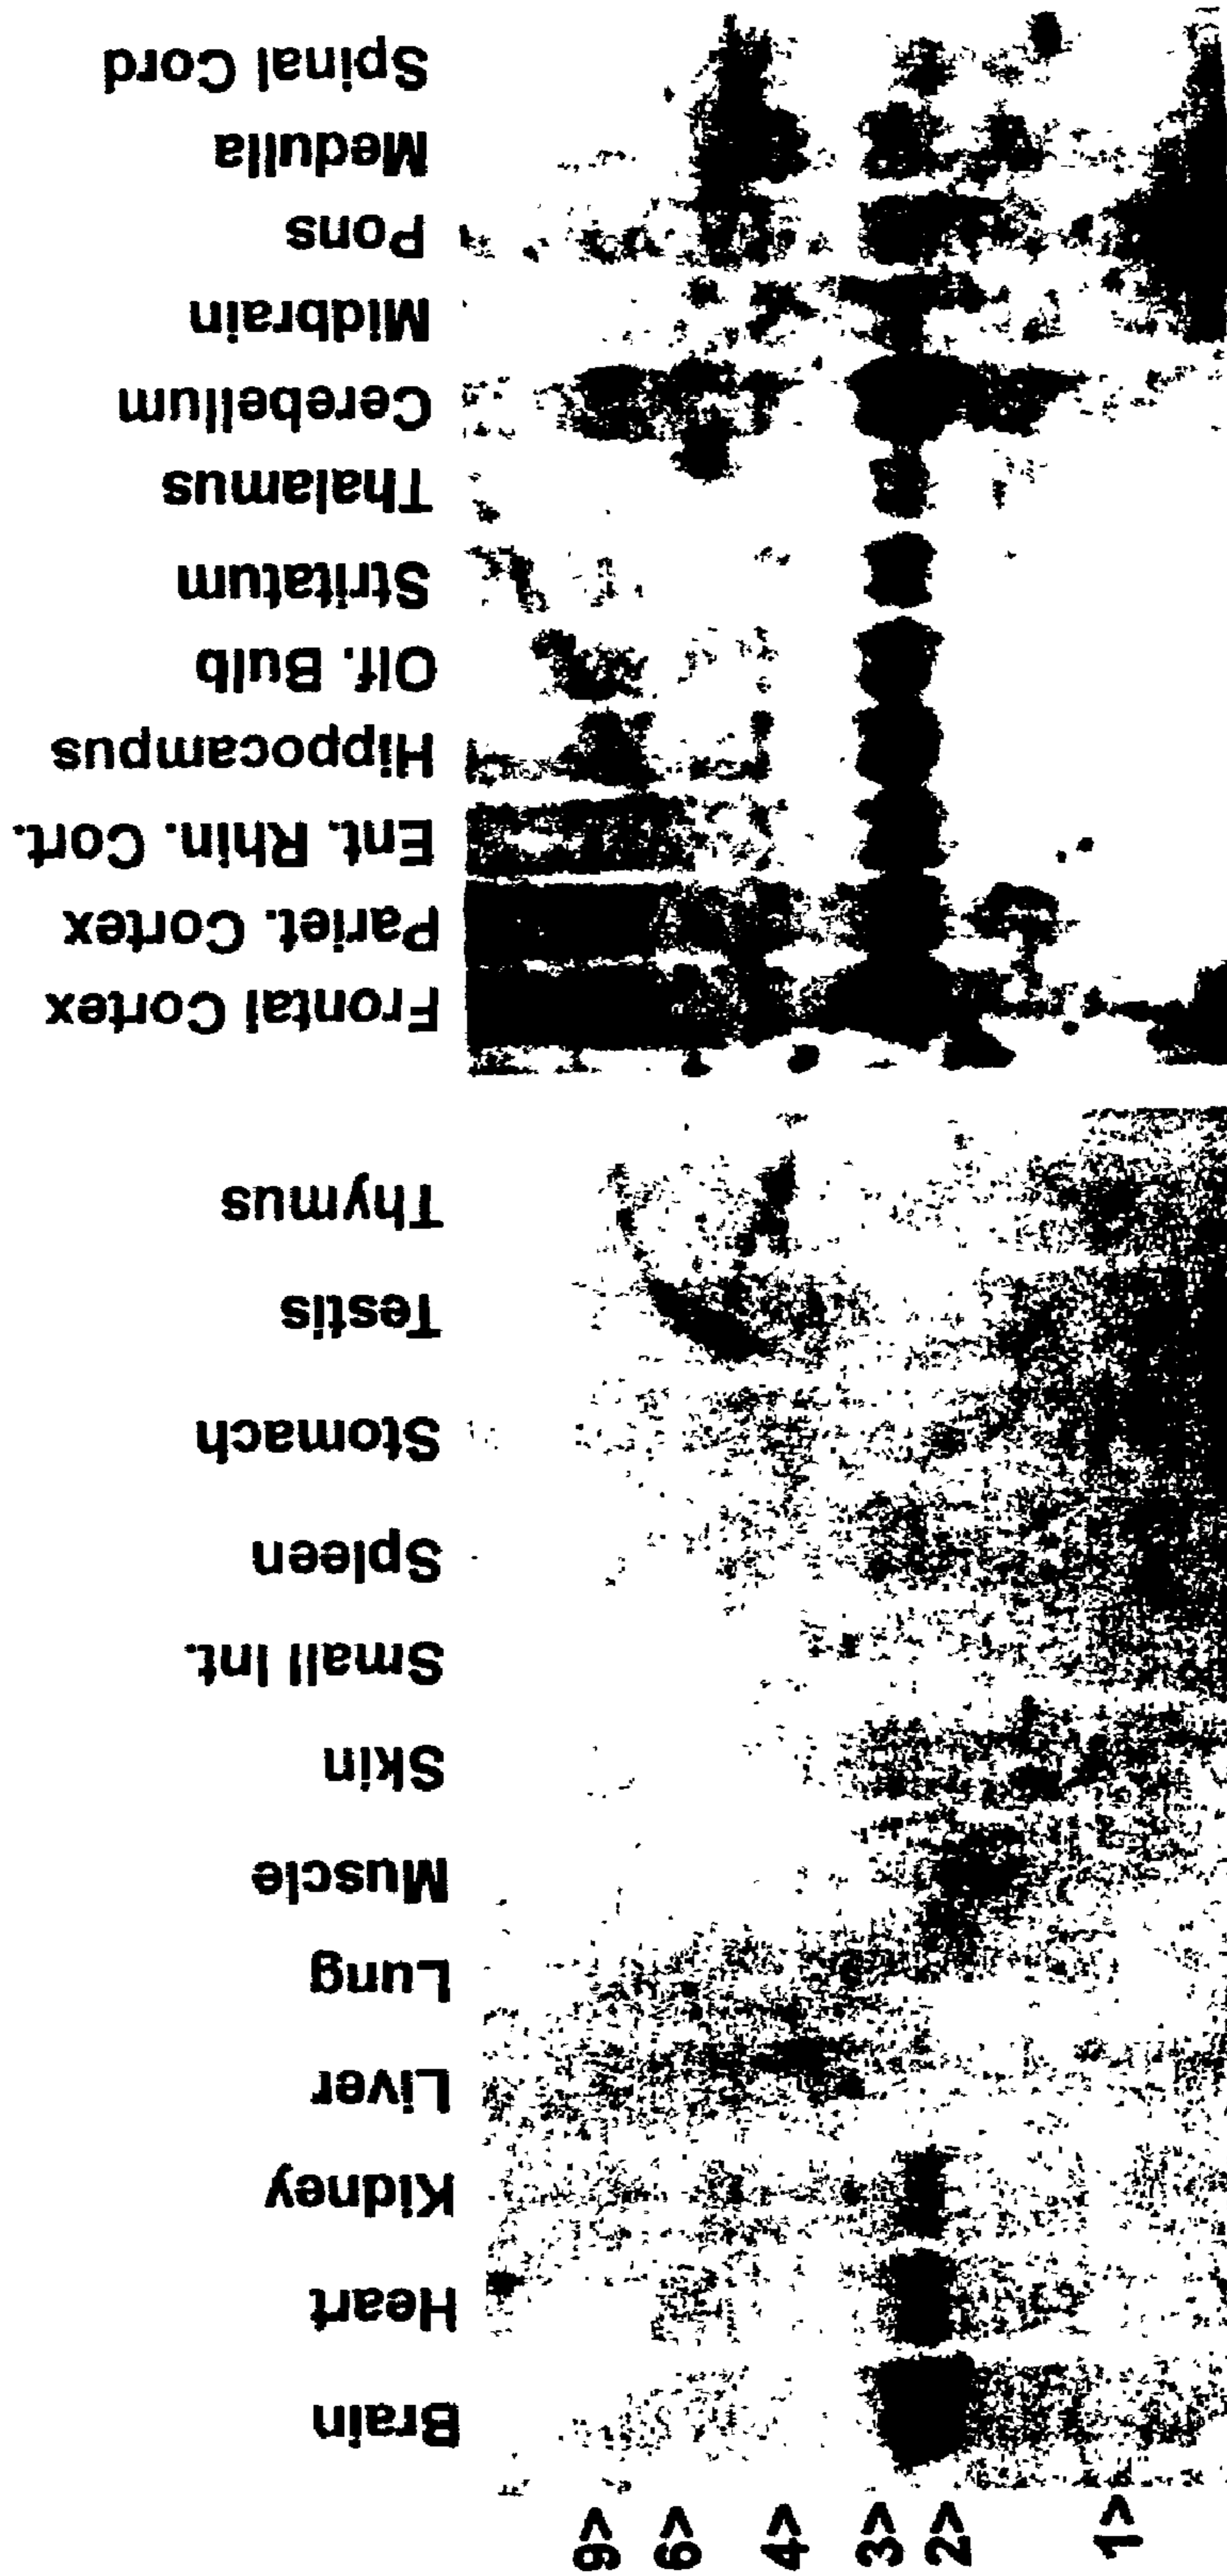 Brain
Heart
Kidney
Liver
Lung
Muscle
Skin
Small Int.
Spleen
Stomach
Testis
Thymus
Frontal Cortex
Pariet. Cortex
Ent. Rhin. Cort.
Hippocampus
Olf. Bulb
Stritatum
Thalamus
Cerebellum
Midbrain
Pons
Medulla
Spinal Cord
9>
6>
4>
3>
2>
1>